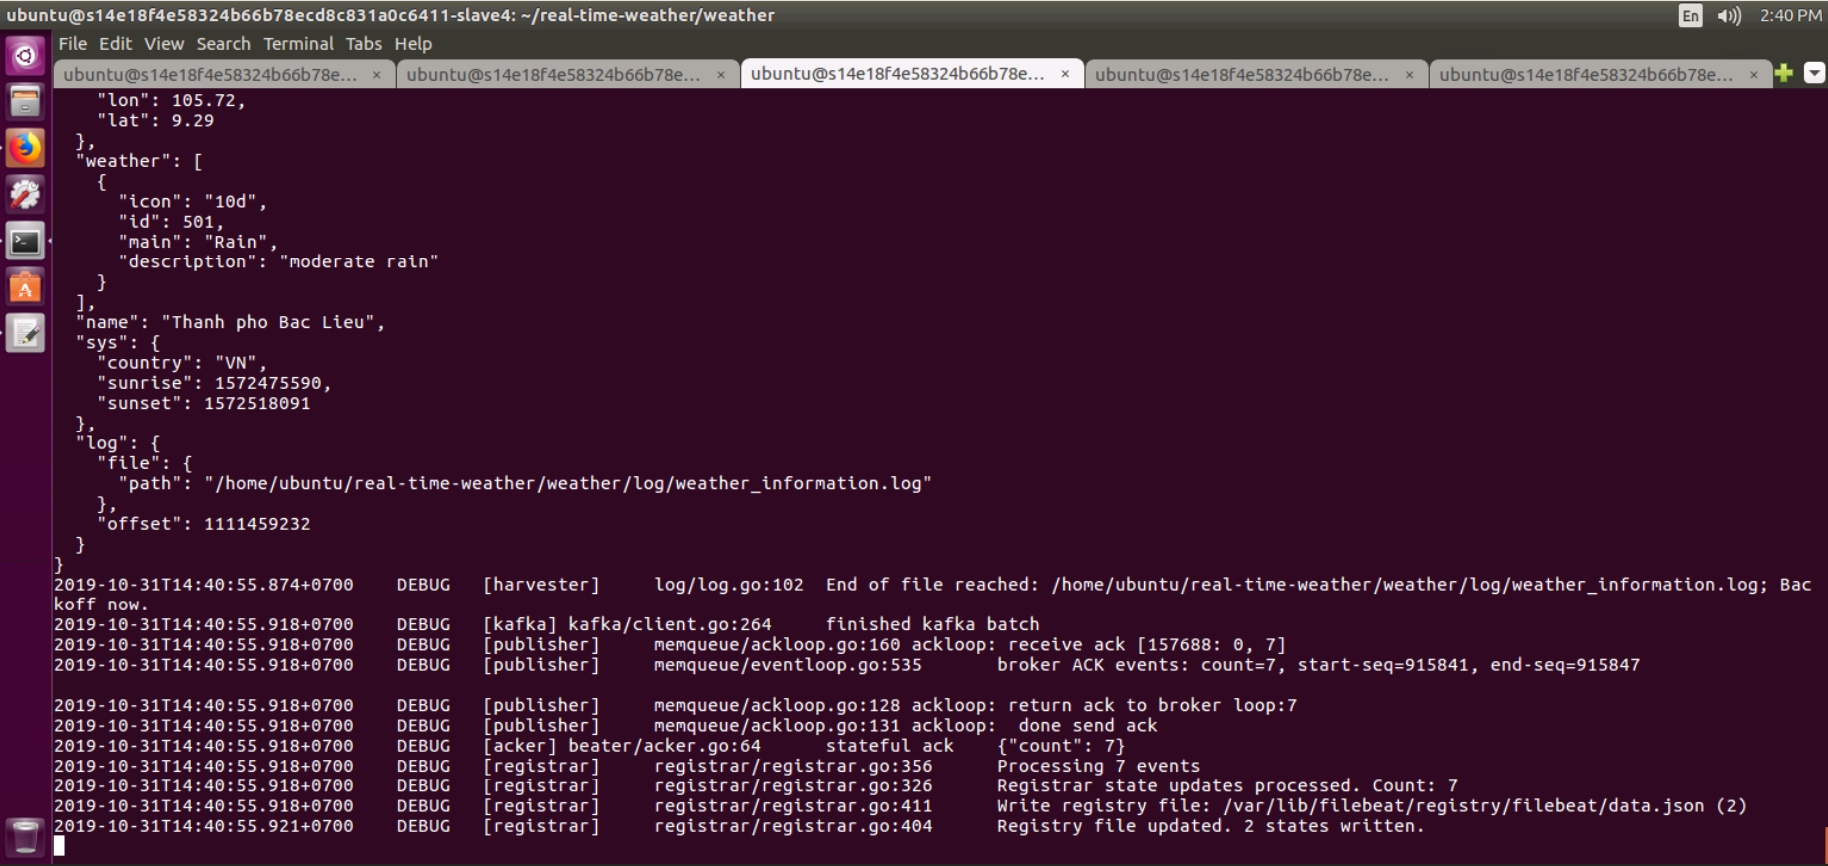 ubuntu@s14e18f4e58324b66b78ecd8c831a0c6411-slave4: ~/real-time-weather/weather En 2:40 PM
File Edit View Search Terminal Tabs Help
ubuntu@s14e18f4e58324b66b78e... × ubuntu@s14e18f4e58324b66b78e... × ubuntu@s14e18f4e58324b66b78e... × ubuntu@s14e18f4e58324b66b78e... × ubuntu@s14e18f4e58324b66b78e... ×
    "lon": 105.72,
    "lat": 9.29
  },
  "weather": [
    {
      "icon": "10d",
      "id": 501,
      "main": "Rain",
      "description": "moderate rain"
    }
  ],
  "name": "Thanh pho Bac Lieu",
  "sys": {
    "country": "VN",
    "sunrise": 1572475590,
    "sunset": 1572518091
  },
  "log": {
    "file": {
      "path": "/home/ubuntu/real-time-weather/weather/log/weather_information.log"
    },
    "offset": 1111459232
  }
}
2019-10-31T14:40:55.874+0700    DEBUG   [harvester]     log/log.go:102  End of file reached: /home/ubuntu/real-time-weather/weather/log/weather_information.log; Bac
koff now.
2019-10-31T14:40:55.918+0700    DEBUG   [kafka] kafka/client.go:264     finished kafka batch
2019-10-31T14:40:55.918+0700    DEBUG   [publisher]     memqueue/ackloop.go:160 ackloop: receive ack [157688: 0, 7]
2019-10-31T14:40:55.918+0700    DEBUG   [publisher]     memqueue/eventloop.go:535       broker ACK events: count=7, start-seq=915841, end-seq=915847
2019-10-31T14:40:55.918+0700    DEBUG   [publisher]     memqueue/ackloop.go:128 ackloop: return ack to broker loop:7
2019-10-31T14:40:55.918+0700    DEBUG   [publisher]     memqueue/ackloop.go:131 ackloop:  done send ack
2019-10-31T14:40:55.918+0700    DEBUG   [acker] beater/acker.go:64      stateful ack    {"count": 7}
2019-10-31T14:40:55.918+0700    DEBUG   [registrar]     registrar/registrar.go:356      Processing 7 events
2019-10-31T14:40:55.918+0700    DEBUG   [registrar]     registrar/registrar.go:326      Registrar state updates processed. Count: 7
2019-10-31T14:40:55.918+0700    DEBUG   [registrar]     registrar/registrar.go:411      Write registry file: /var/lib/filebeat/registry/filebeat/data.json (2)
2019-10-31T14:40:55.921+0700    DEBUG   [registrar]     registrar/registrar.go:404      Registry file updated. 2 states written.